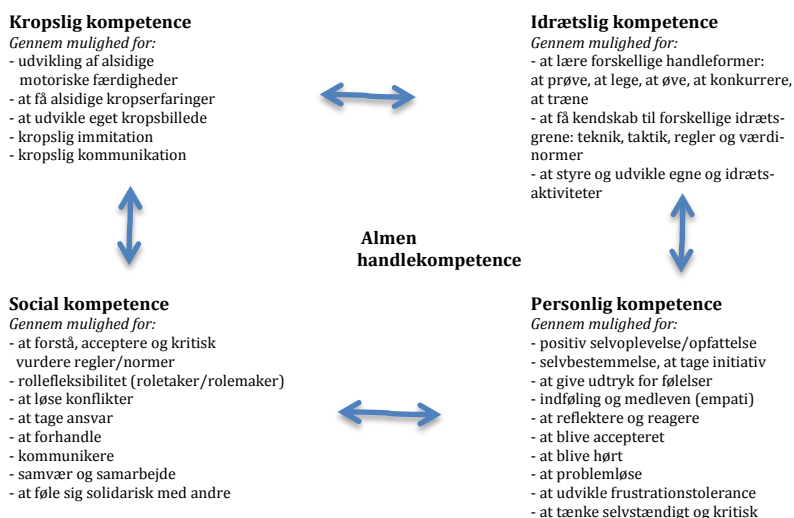 Kropslig kompetence
Gennem mulighed for:
- udvikling af alsidige
motoriske færdigheder
- at få alsidige kropserfaringer
- at udvikle eget kropsbillede
- kropslig immitation
- kropslig kommunikation
Idrætslig kompetence
Gennem mulighed for:
- at lære forskellige handleformer:
at prøve, at lege, at øve, at konkurrere,
at træne
- at få kendskab til forskellige idræts-
grene: teknik, taktik, regler og værdi-
normer
- at styre og udvikle egne og idræts-
aktiviteter
Almen
handlekompetence
Social kompetence
Gennem mulighed for:
- at forstå, acceptere og kritisk
vurdere regler/normer
- rollefleksibilitet (roletaker/rolemaker)
- at løse konflikter
- at tage ansvar
- at forhandle
- kommunikere
- samvær og samarbejde
- at føle sig solidarisk med andre
Personlig kompetence
Gennem mulighed for:
- positiv selvoplevelse/opfattelse
- selvbestemmelse, at tage initiativ
- at give udtryk for følelser
- indføling og medleven (empati)
- at reflektere og reagere
- at blive accepteret
- at blive hørt
- at problemløse
- at udvikle frustrationstolerance
- at tænke selvstændigt og kritisk